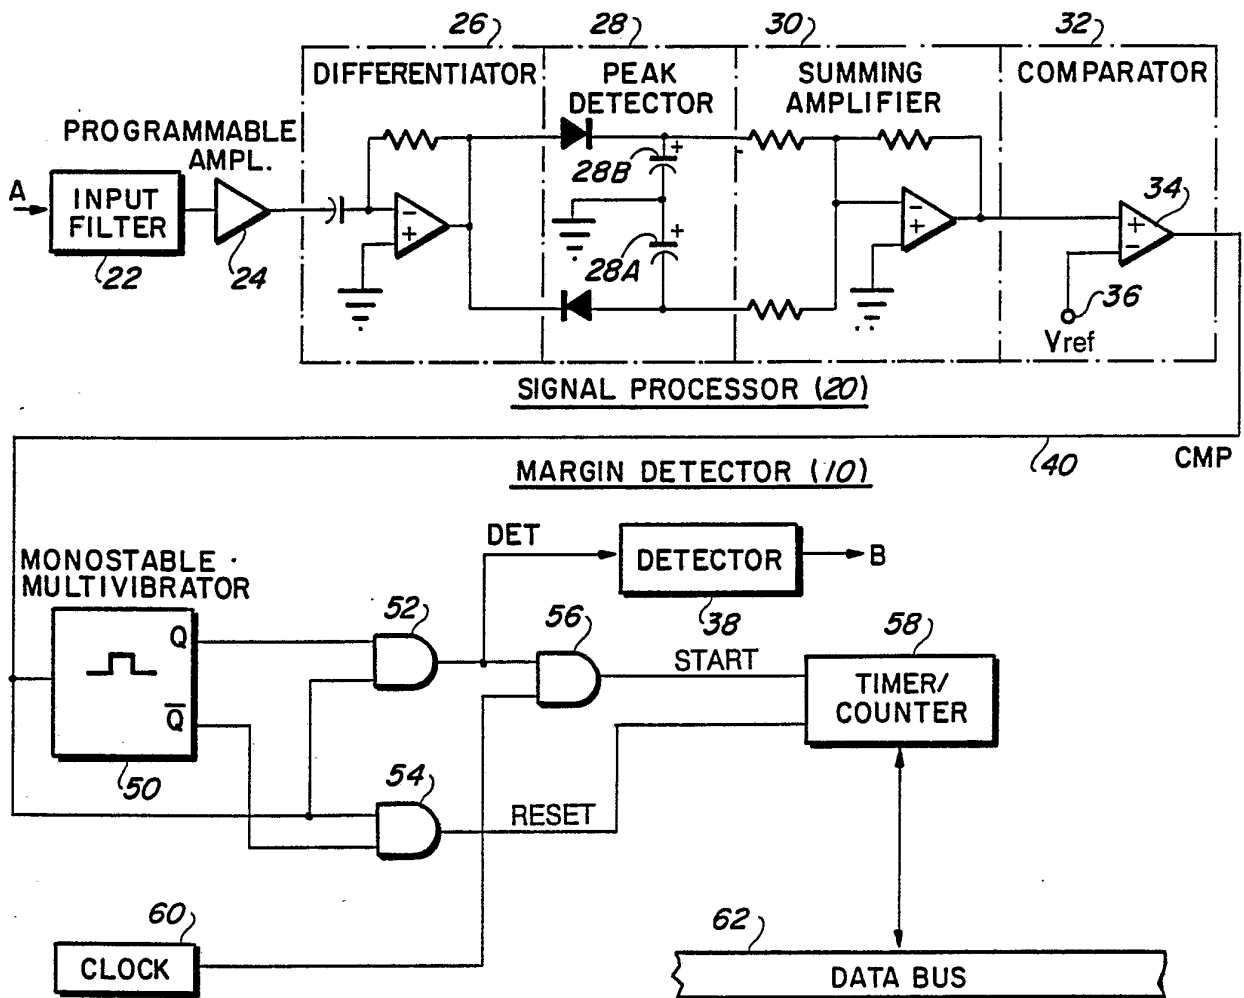 26 28 30 32
DIFFERENTIATOR
PEAK
DETECTOR
SUMMING
AMPLIFIER
COMPARATOR
PROGRAMMABLE
AMPL.
A
INPUT
FILTER
22
24
-
+
+
28B
+
28A
-
+
+
-
34
36
Vref
SIGNAL PROCESSOR (20)
40
CMP
MARGIN DETECTOR (10)
MONOSTABLE
MULTIVIBRATOR
Q
Q̅
50
52
DET
DETECTOR
38
B
56
START
58
TIMER/
COUNTER
54
RESET
60
CLOCK
62
DATA BUS